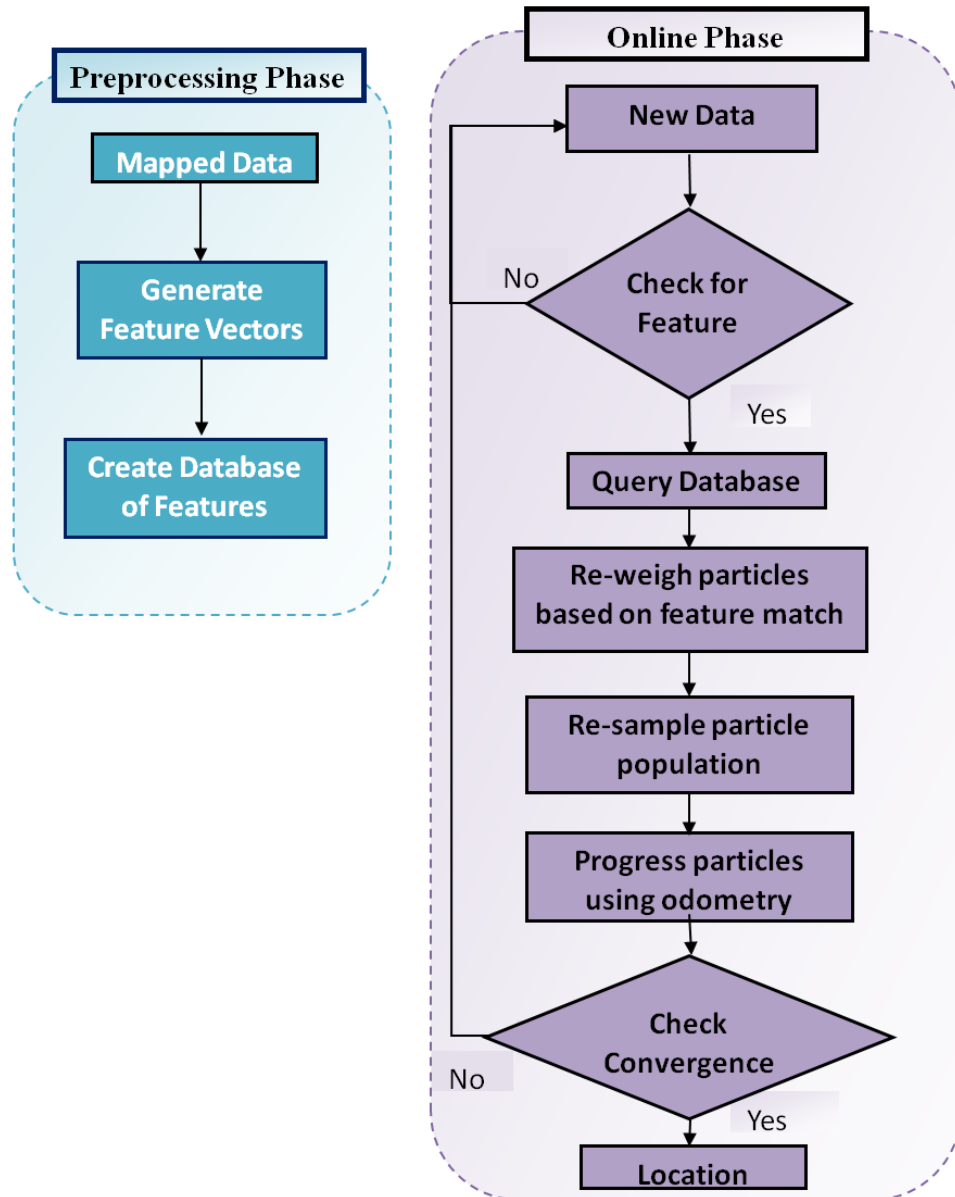 Preprocessing Phase
Mapped Data
Generate
Feature Vectors
Create Database
of Features
Online Phase
New Data
Check for
Feature
No
Yes
Query Database
Re-weigh particles
based on feature match
Re-sample particle
population
Progress particles
using odometry
Check
Convergence
No
Yes
Location